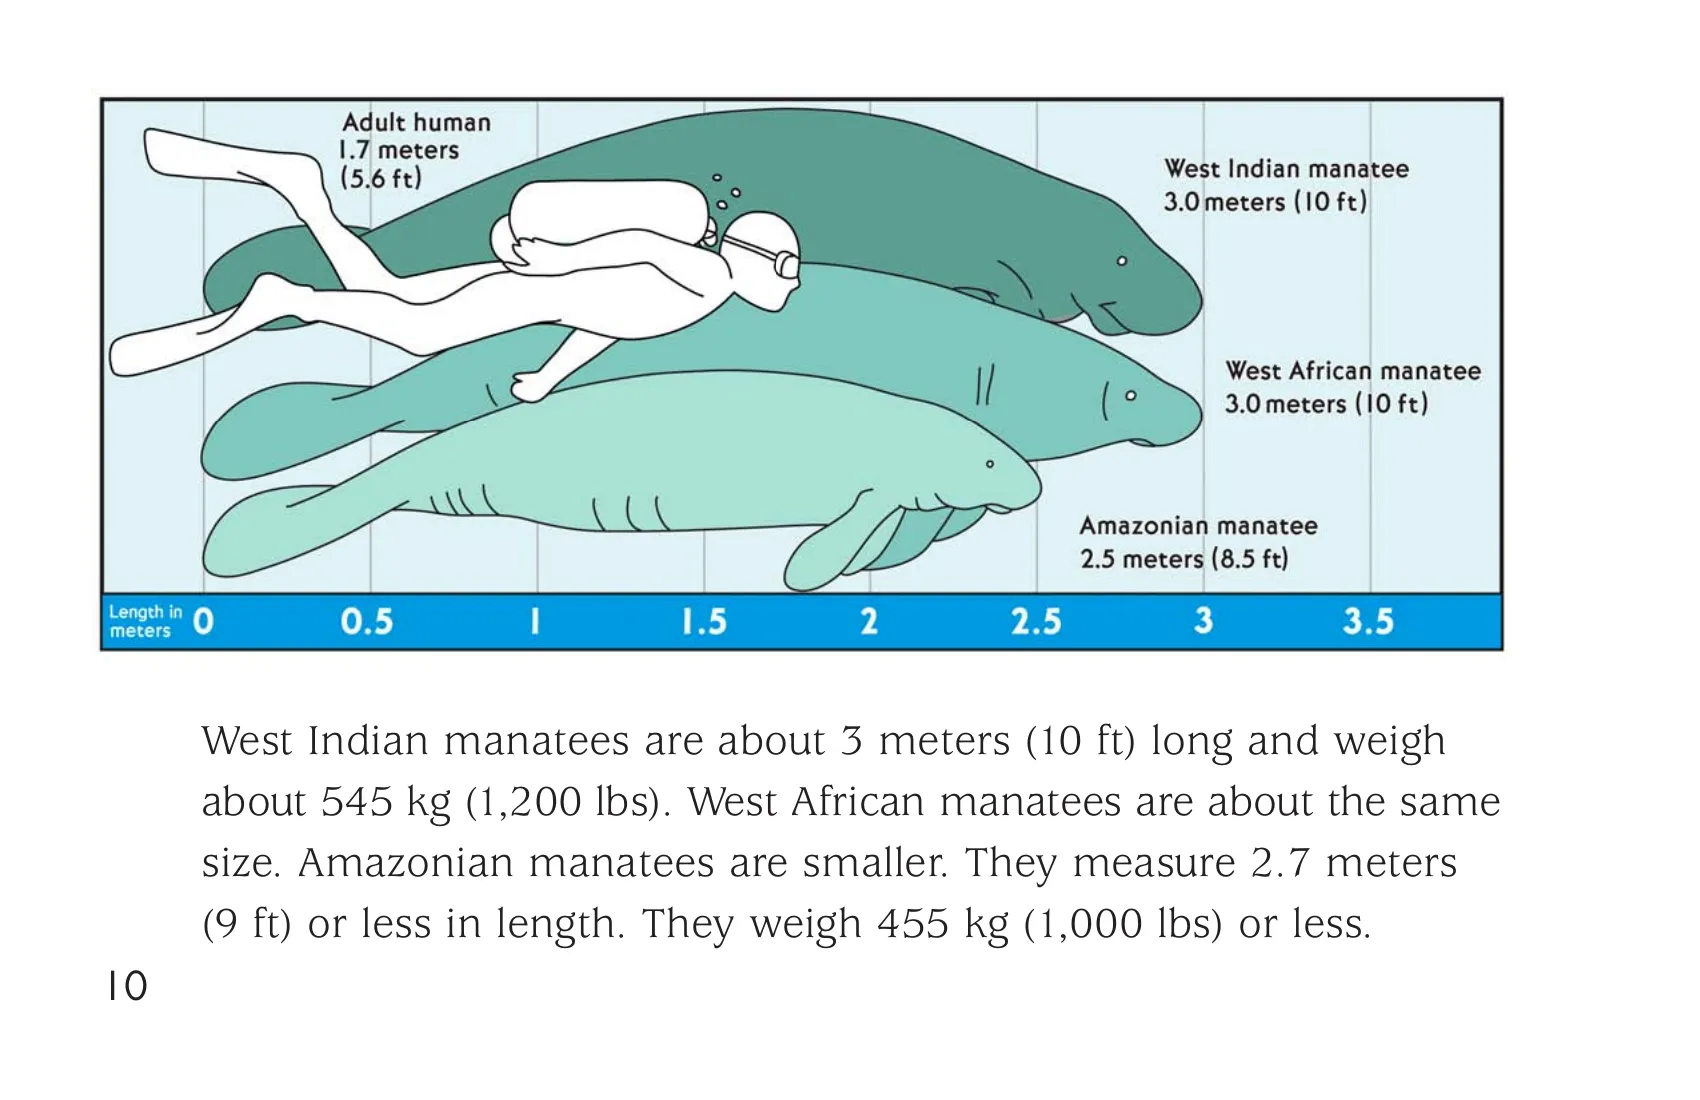 Adult human
1.7 meters
(5.6 ft)
West Indian manatee
3.0 meters (10 ft)
West African manatee
3.0 meters (10 ft)
Amazonian manatee
2.5 meters (8.5 ft)
Length in
meters
0 0.5 1 1.5 2 2.5 3 3.5
West Indian manatees are about 3 meters (10 ft) long and weigh
about 545 kg (1,200 lbs). West African manatees are about the same
size. Amazonian manatees are smaller. They measure 2.7 meters
(9 ft) or less in length. They weigh 455 kg (1,000 lbs) or less.
10